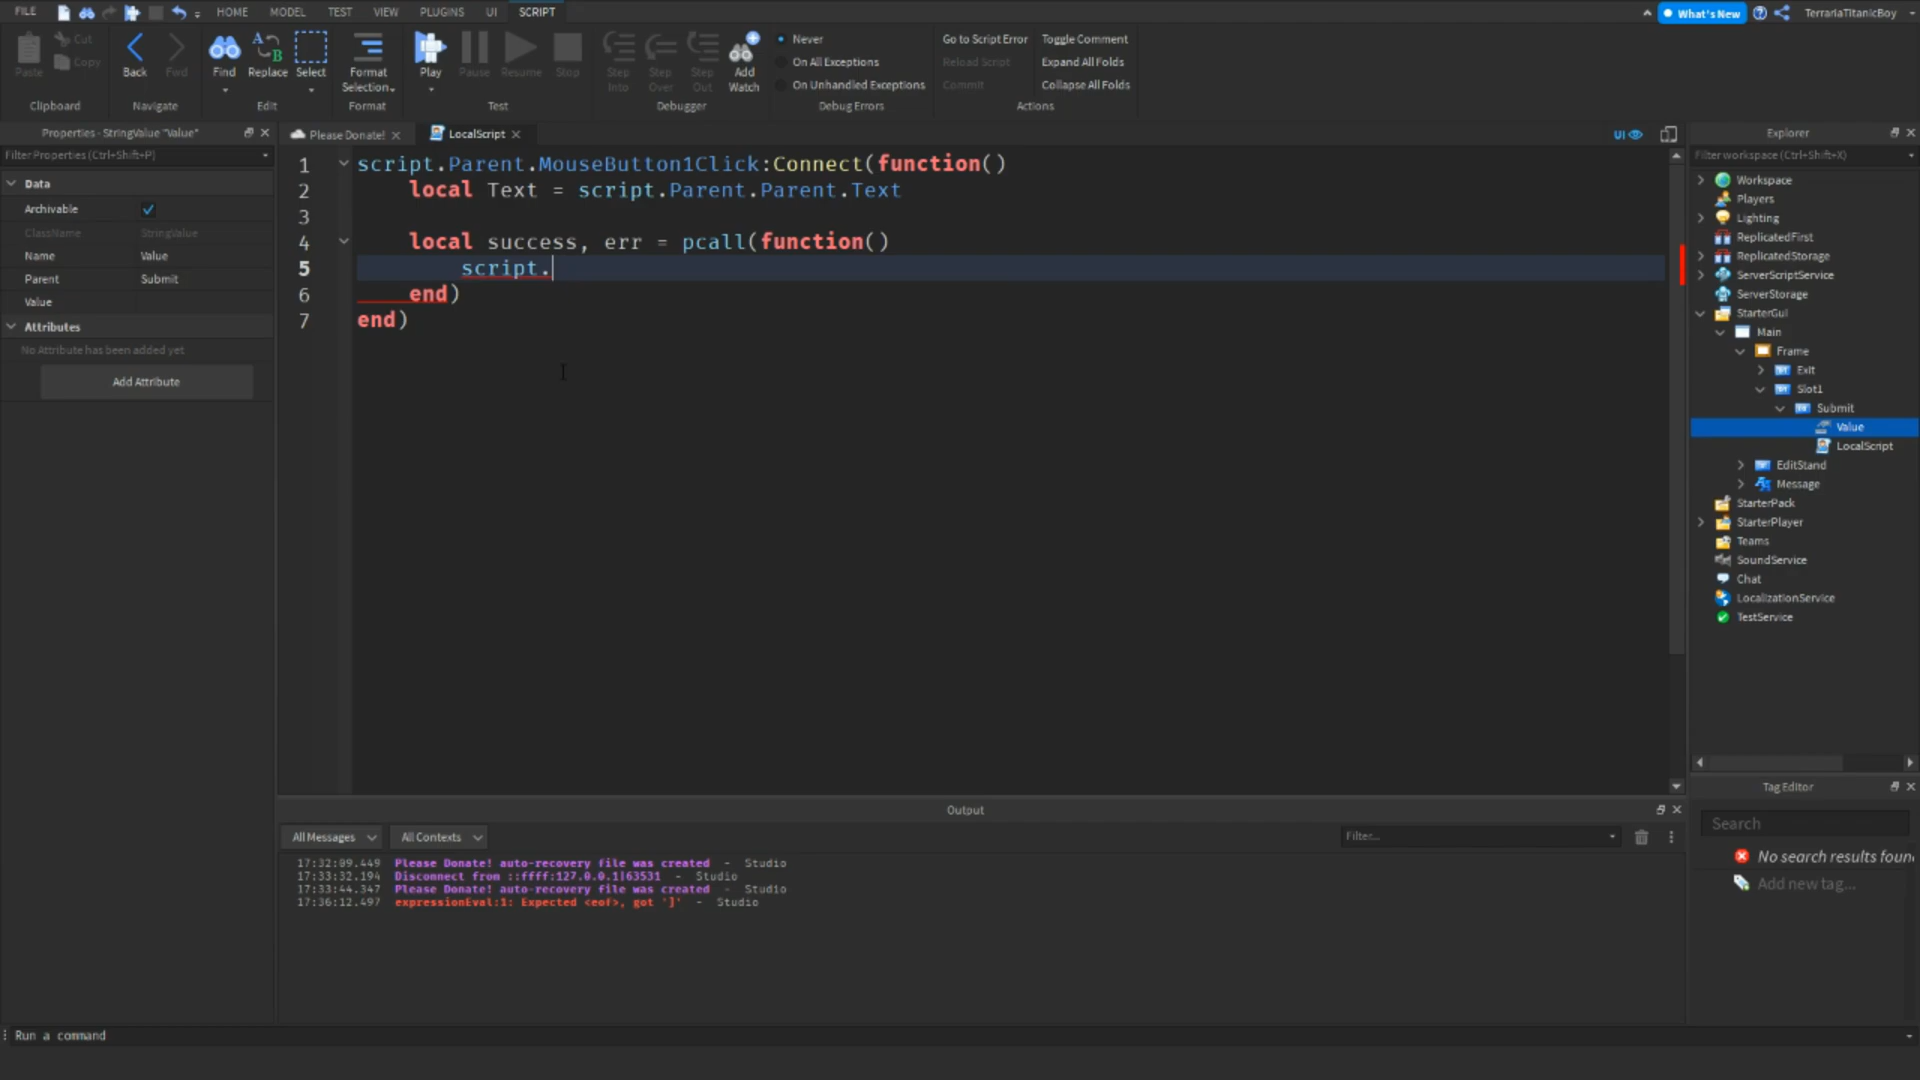 FILE HOME MODEL TEST VIEW PLUGINS UI SCRIPT What's New TerrariaTitanicBoy
Paste Cut Copy
Clipboard
Back Fwd
Navigate
Find Replace Select
Edit
Format Selection
Format
Play Pause Resume Stop
Test
Step Into Step Over Step Out Add Watch
Debugger
Never
On All Exceptions
On Unhandled Exceptions
Debug Errors
Go to Script Error Toggle Comment
Reload Script Expand All Folds
Commit Collapse All Folds
Actions
Properties - StringValue "Value"
Filter Properties (Ctrl+Shift+P)
Data
Archivable
ClassName StringValue
Name Value
Parent Submit
Value
Attributes
No Attribute has been added yet
Add Attribute
Please Donate! LocalScript UI
1 script.Parent.MouseButton1Click:Connect(function()
2 local Text = script.Parent.Parent.Text
3
4 local success, err = pcall(function()
5 script.
6 end)
7 end)
Explorer
Filter workspace (Ctrl+Shift+X)
Workspace
Players
Lighting
ReplicatedFirst
ReplicatedStorage
ServerScriptService
ServerStorage
StarterGui
Main
Frame
Exit
Slot1
Submit
Value
LocalScript
EditStand
Message
StarterPack
StarterPlayer
Teams
SoundService
Chat
LocalizationService
TestService
Tag Editor
Search
No search results foun
Add new tag...
Output
All Messages All Contexts Filter...
17:32:09.449 Please Donate! auto-recovery file was created - Studio
17:33:32.194 Disconnect from ::ffff:127.0.0.1|63531 - Studio
17:33:44.347 Please Donate! auto-recovery file was created - Studio
17:36:12.497 expressionEval:1: Expected <eof>, got ']' - Studio
Run a command